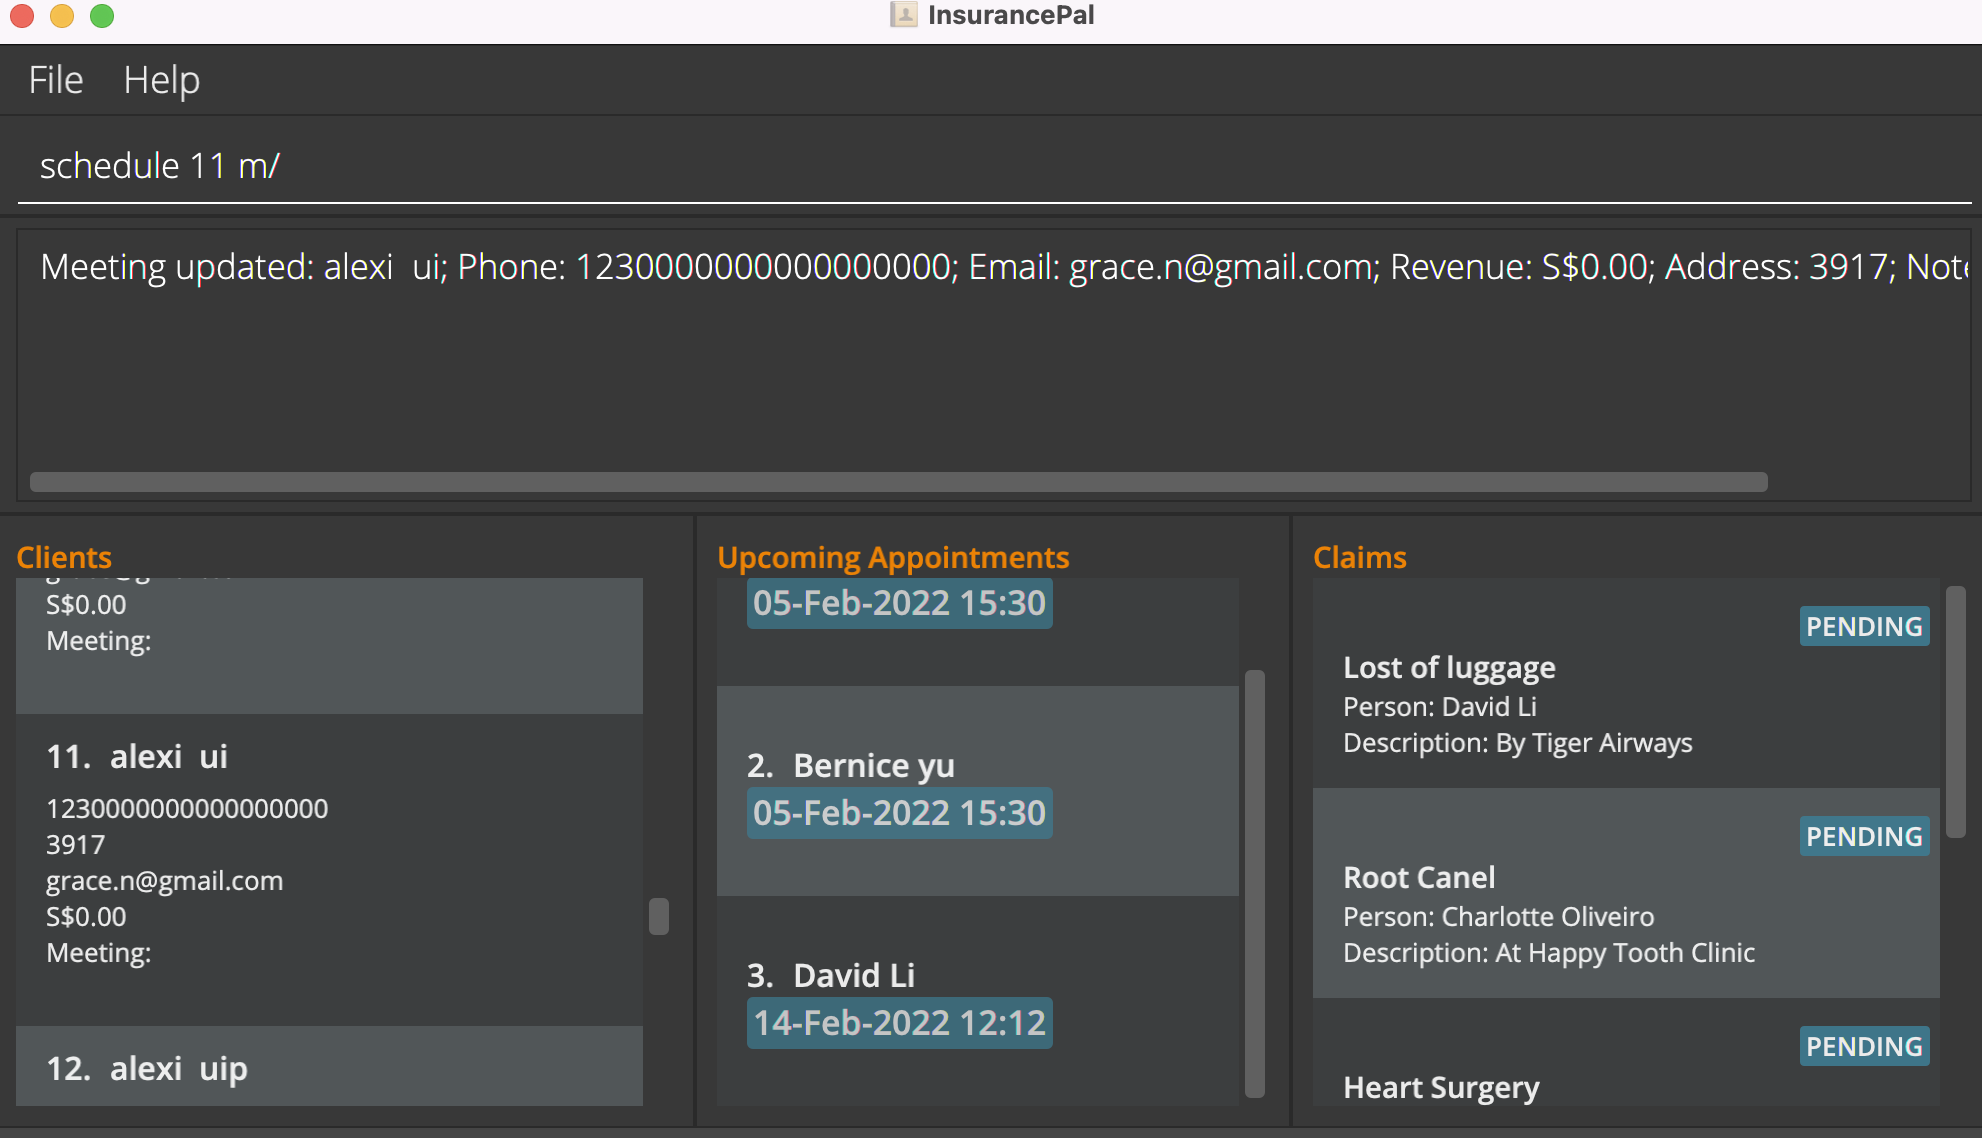 InsurancePal
File Help
schedule 11 m/
Meeting updated: alexi  ui; Phone: 1230000000000000000; Email: grace.n@gmail.com; Revenue: S$0.00; Address: 3917;
Clients
S$0.00
Meeting:
11. alexi  ui
1230000000000000000
3917
grace.n@gmail.com
S$0.00
Meeting:
12. alexi  uip
Upcoming Appointments
05-Feb-2022 15:30
2. Bernice yu
05-Feb-2022 15:30
3. David Li
14-Feb-2022 12:12
Claims
PENDING
Lost of luggage
Person: David Li
Description: By Tiger Airways
PENDING
Root Canel
Person: Charlotte Oliveiro
Description: At Happy Tooth Clinic
PENDING
Heart Surgery